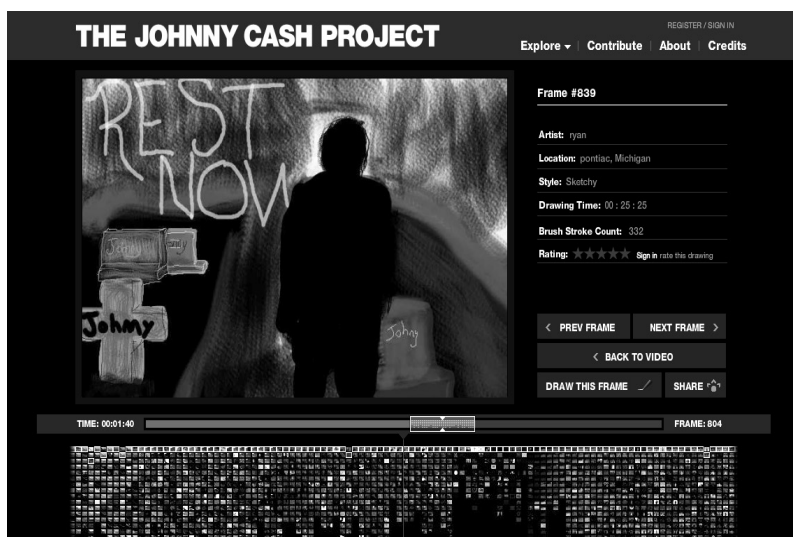 THE JOHNNY CASH PROJECT
REGISTER / SIGN IN
Explore
Contribute
About
Credits
REST
NOW
Johny
Johny
Frame #839
Artist: ryan
Location: pontiac, Michigan
Style: Sketchy
Drawing Time: 00 : 25 : 25
Brush Stroke Count: 332
Rating: Sign in rate this drawing
PREV FRAME
NEXT FRAME
BACK TO VIDEO
DRAW THIS FRAME
SHARE
TIME: 00:01:40
FRAME: 804